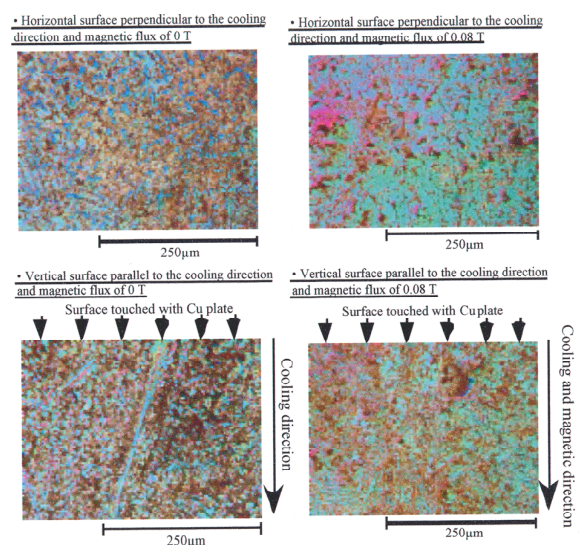 • Horizontal surface perpendicular to the cooling
direction and magnetic flux of 0 T
250μm
• Horizontal surface perpendicular to the cooling
direction and magnetic flux of 0.08 T
250μm
• Vertical surface parallel to the cooling direction
and magnetic flux of 0 T
Surface touched with Cu plate
Cooling direction
250μm
• Vertical surface parallel to the cooling direction
and magnetic flux of 0.08 T
Surface touched with Cu plate
Cooling and magnetic direction
250μm